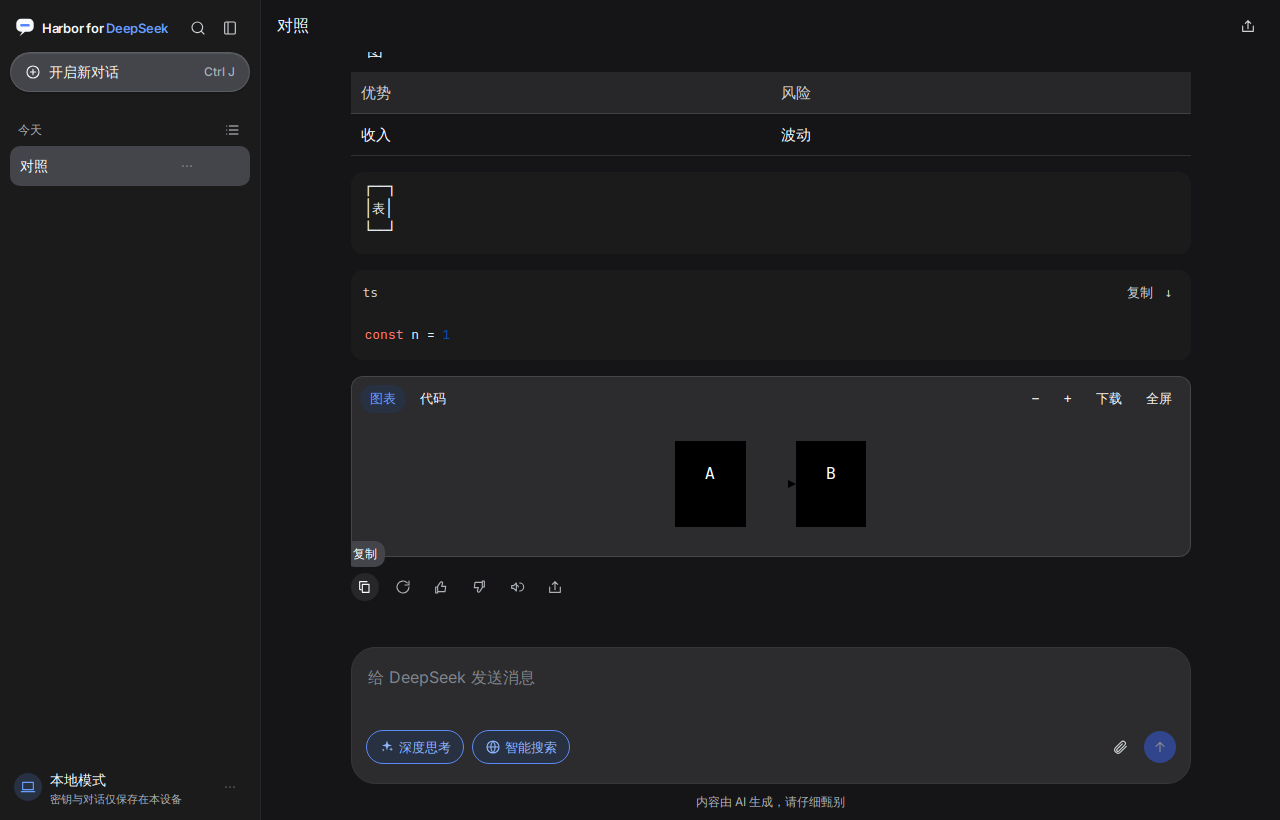 Harbor for DeepSeek
开启新对话 Ctrl J
今天
对照
本地模式
密钥与对话仅保存在本设备
对照
优势 风险
收入 波动
┌──┐
│表│
└──┘
ts 复制 ↓
const n = 1
图表 代码 − + 下载 全屏
A B
复制
给 DeepSeek 发送消息
深度思考 智能搜索
内容由 AI 生成，请仔细甄别